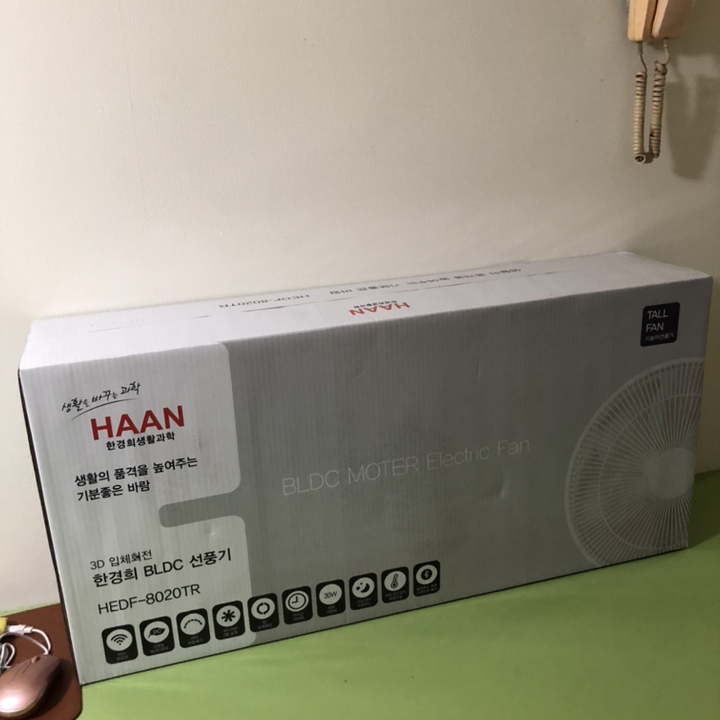 HAAN
HEDF-8020TR
TALL
FAN
생활을 바꾸는 과학
HAAN
한경희생활과학
생활의 품격을 높여주는
기분좋은 바람
BLDC MOTER Electric Fan
3D 입체회전
한경희 BLDC 선풍기
HEDF-8020TR
30W